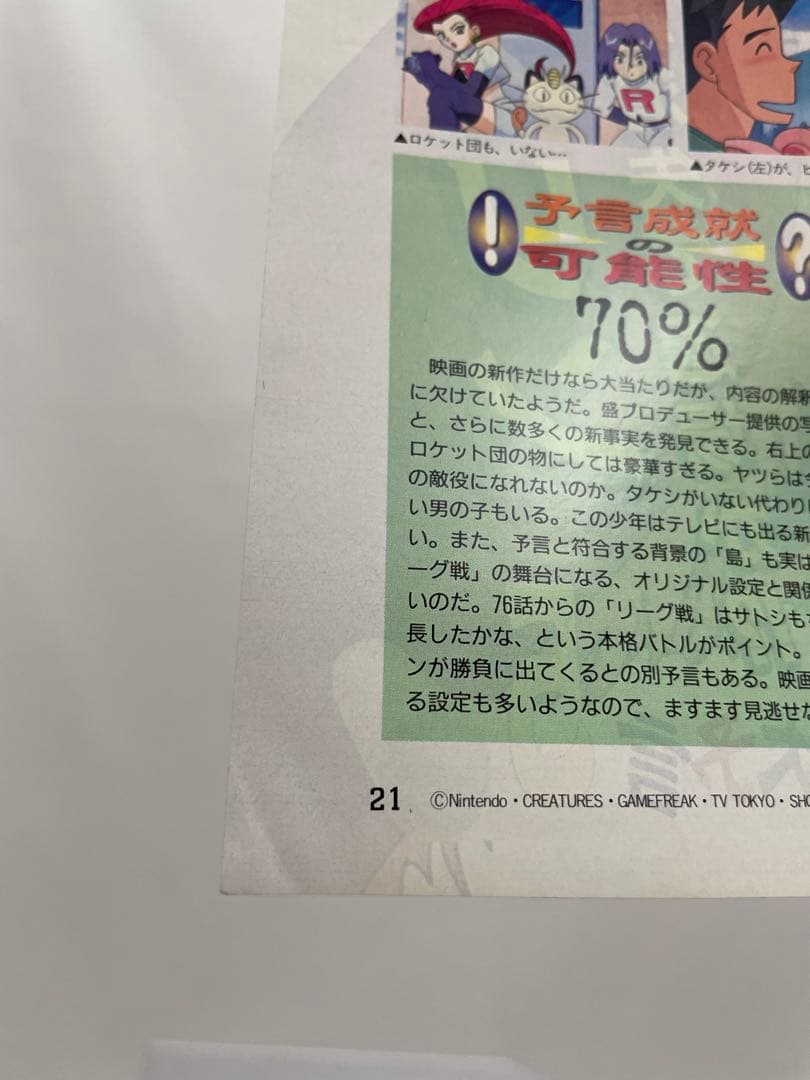 R
▲ロケット団も、いない…
▲タケシ(左)が、ヒ
! 予言成就 ?
の
可能性
70%
映画の新作だけなら大当たりだが、内容の解釈
に欠けていたようだ。盛プロデューサー提供の写
と、さらに数多くの新事実を発見できる。右上の
ロケット団の物にしては豪華すぎる。ヤツらは今
の敵役になれないのか。タケシがいない代わりに
い男の子もいる。この少年はテレビにも出る新
い。また、予言と符合する背景の「島」も実は
ーグ戦」の舞台になる、オリジナル設定と関係
いのだ。76話からの「リーグ戦」はサトシも
長したかな、という本格バトルがポイント。
ンが勝負に出てくるとの別予言もある。映画
る設定も多いようなので、ますます見逃せな
21 ©Nintendo・CREATURES・GAMEFREAK・TV TOKYO・SHO